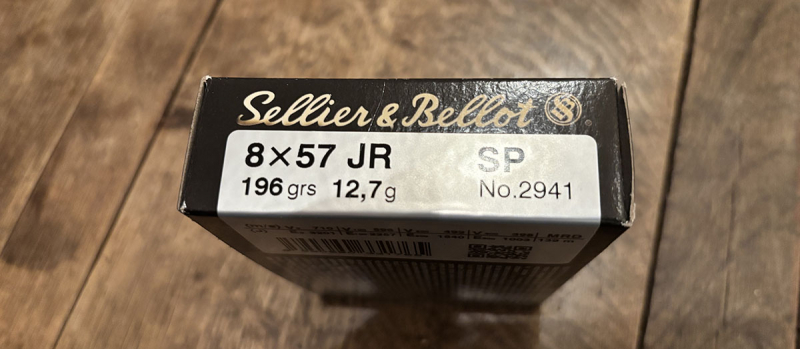 Sellier & Bellot
8×57 JR SP
196 grs 12,7g No.2941